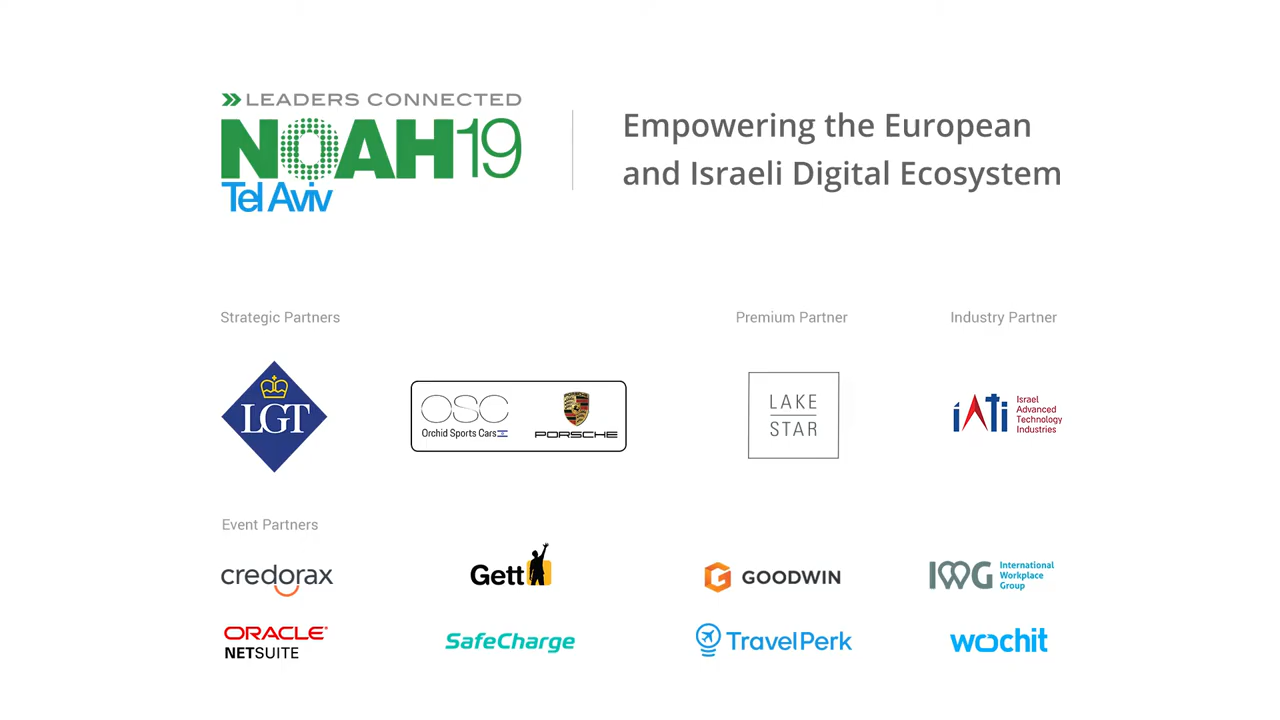 LEADERS CONNECTED
NOAH19
Tel Aviv
Empowering the European
and Israeli Digital Ecosystem
Strategic Partners
Premium Partner
Industry Partner
LGT
OSC
Orchid Sports Cars
PORSCHE
LAKE
STAR
iATi
Israel
Advanced
Technology
Industries
Event Partners
credorax
Gett
GOODWIN
IWG
International
Workplace
Group
ORACLE®
NETSUITE
SafeCharge
TravelPerk
wochit